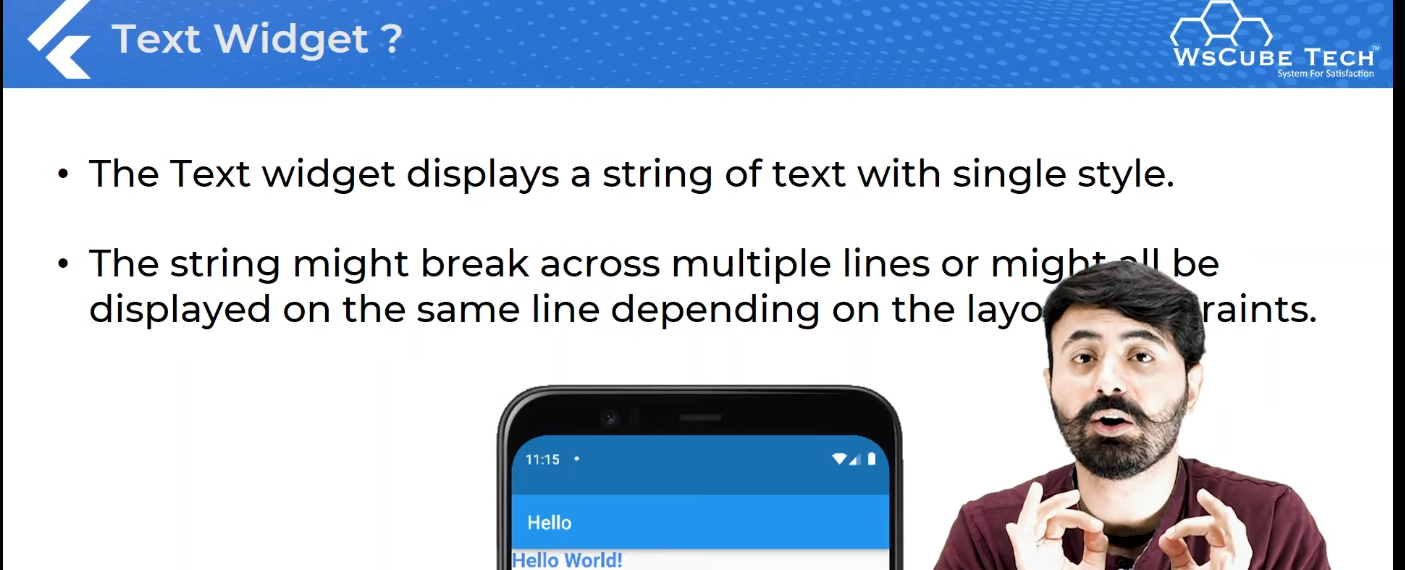 Text Widget ?
WsCube Tech™
System For Satisfaction
• The Text widget displays a string of text with single style.
• The string might break across multiple lines or might all be
displayed on the same line depending on the layo raints.
11:15
Hello
Hello World!